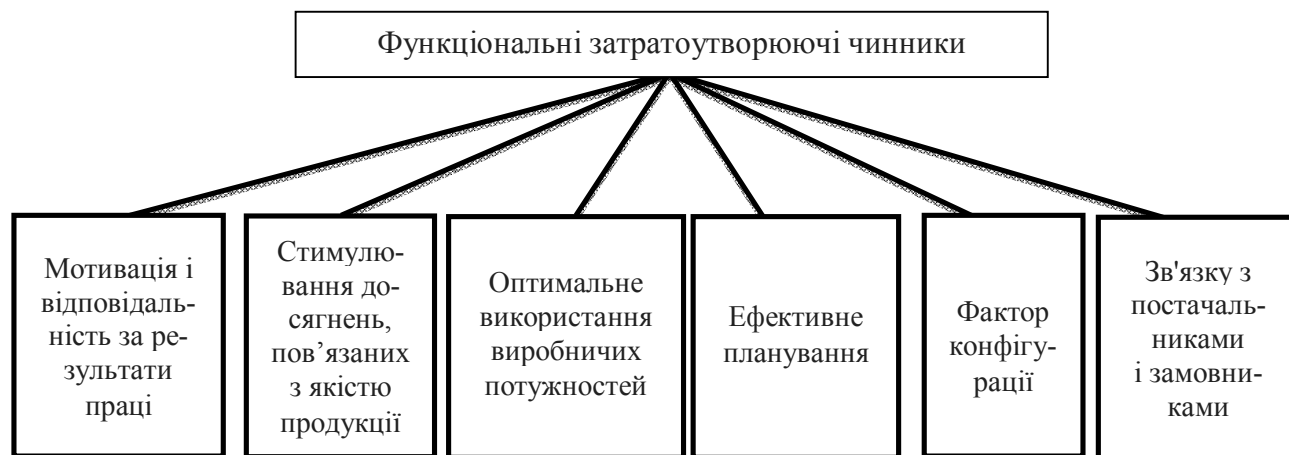 Функціональні затратоутворюючі чинники
Мотивація і
відповідаль-
ність за ре-
зультати
праці
Стимулю-
вання до-
сягнень,
пов’язаних
з якістю
продукції
Оптимальне
використання
виробничих
потужностей
Ефективне
планування
Фактор
конфігу-
рації
Зв'язку з
постачаль-
никами
і замовни-
ками